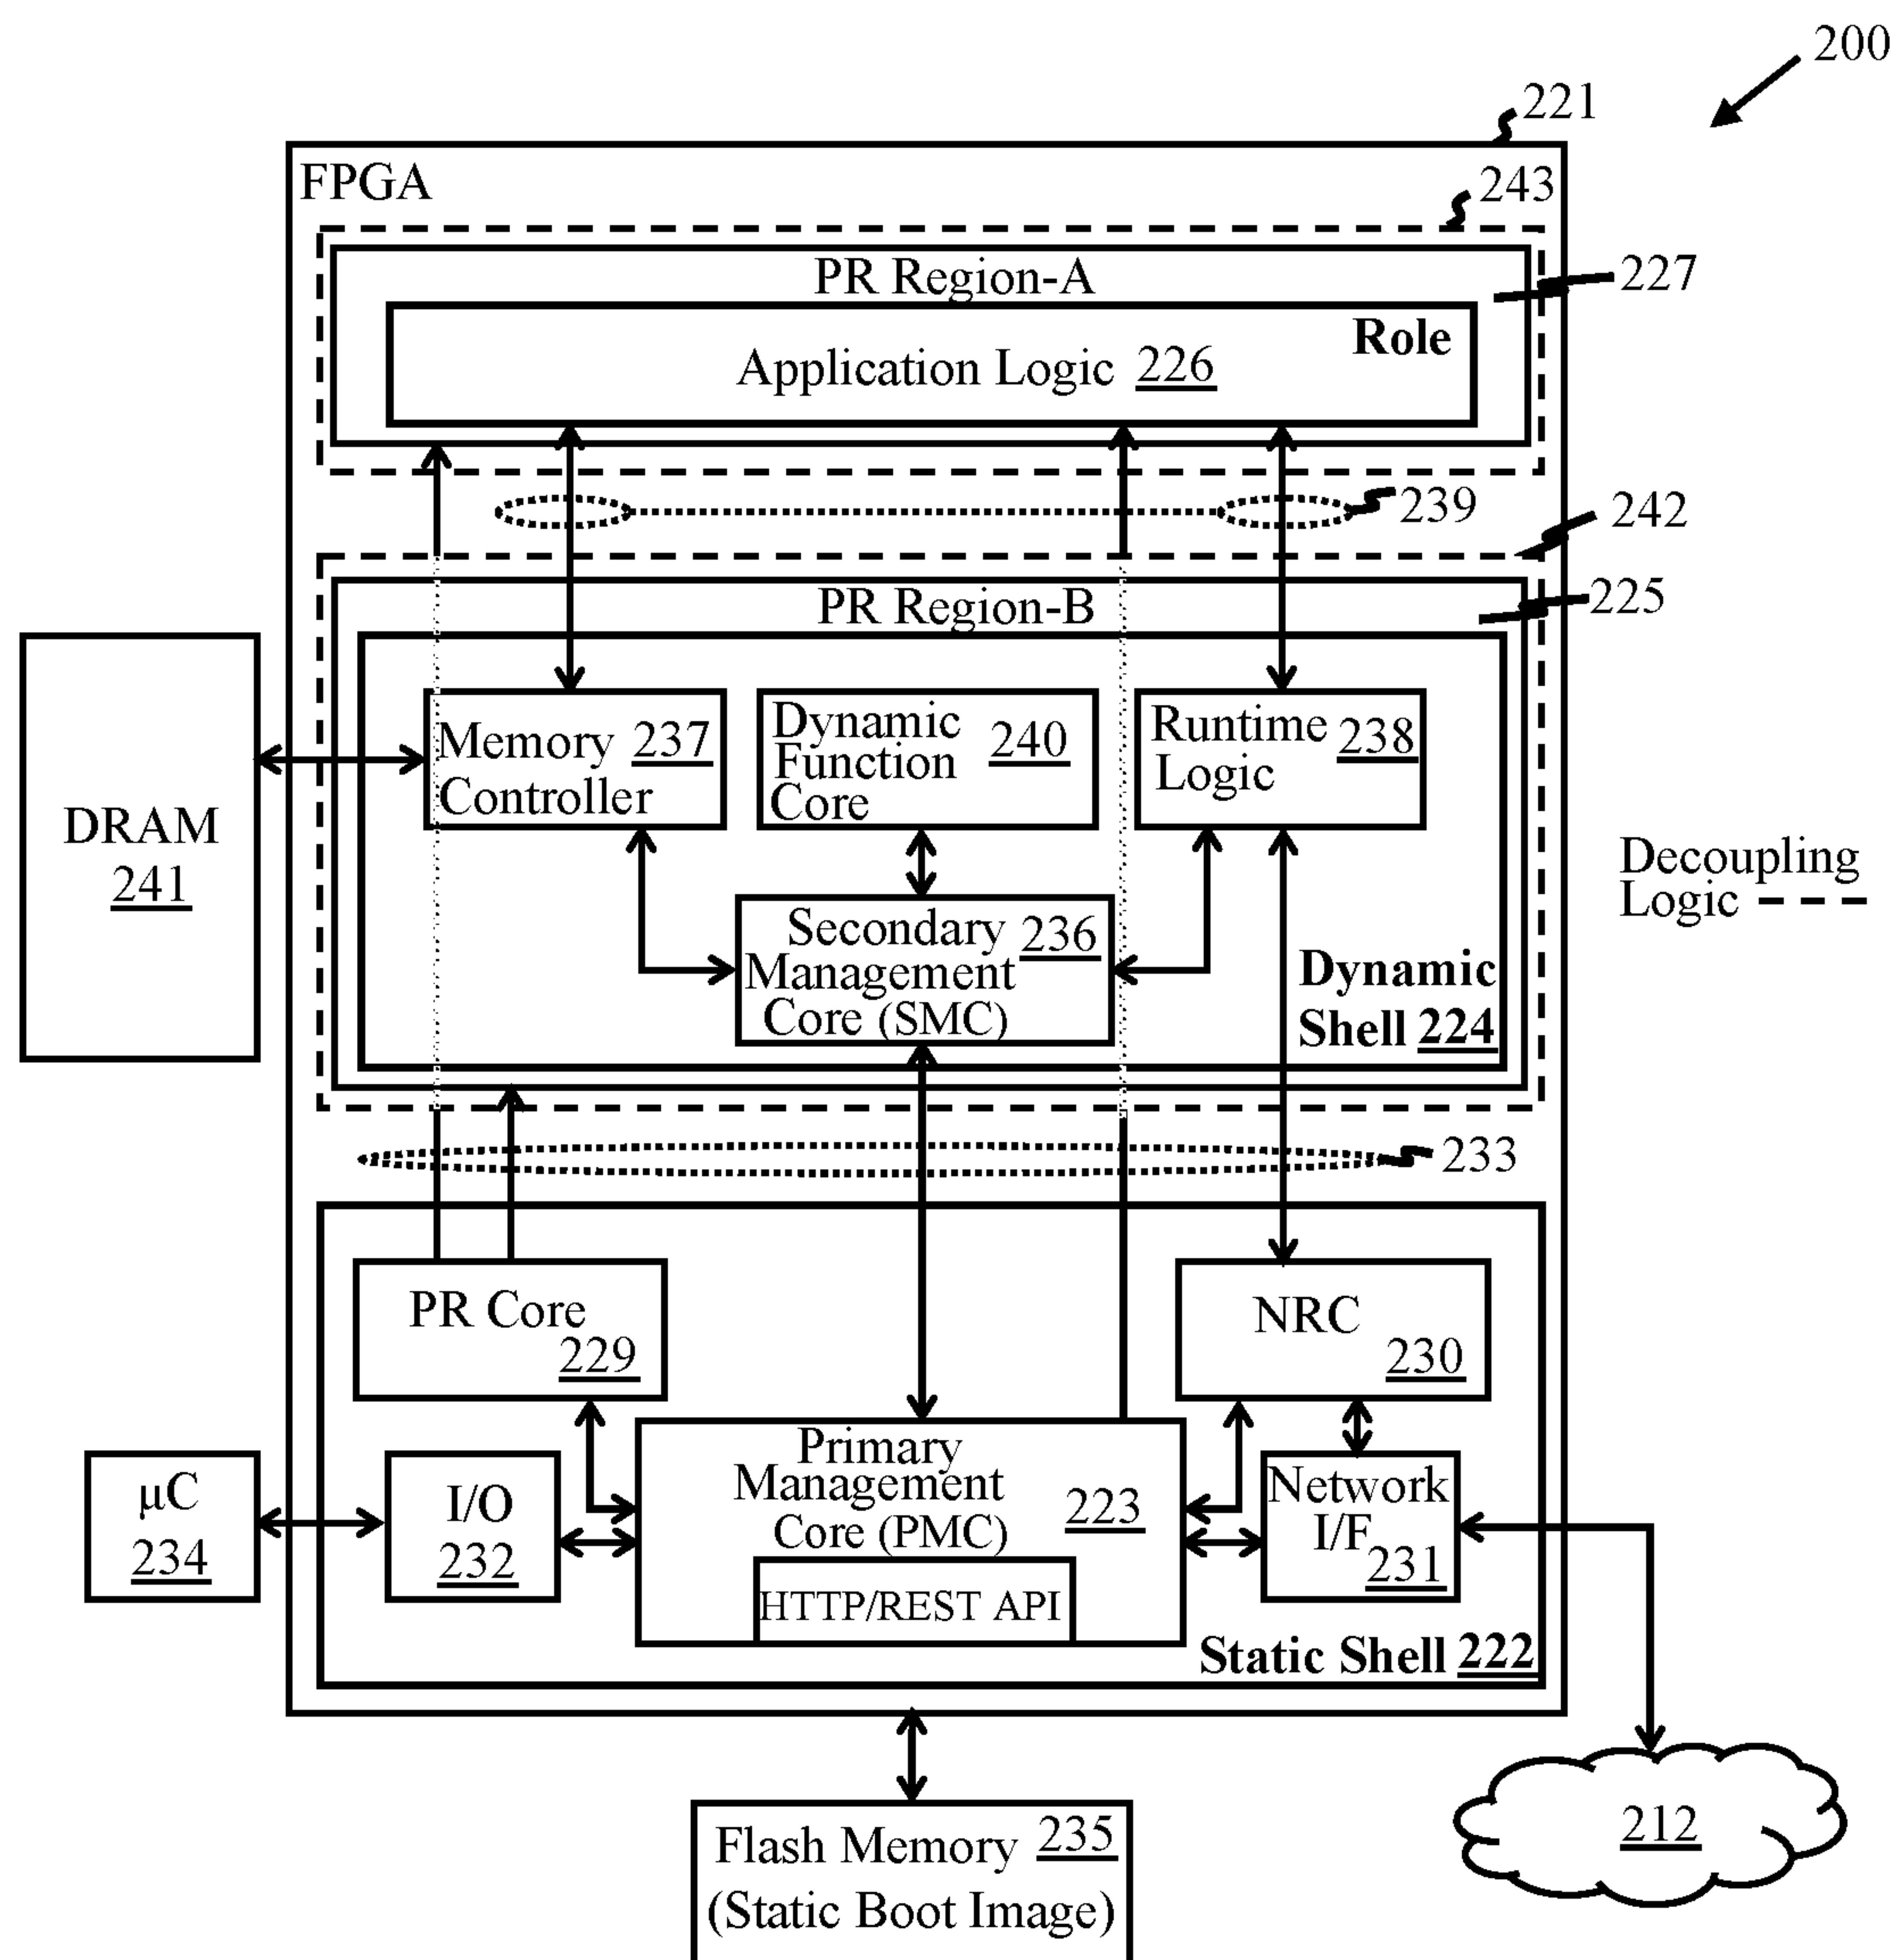 200
221
FPGA
243
PR Region-A
227
Role
Application Logic 226
239
242
PR Region-B
225
Memory 237
Controller
Dynamic
Function 240
Core
Runtime
Logic 238
DRAM
241
Decoupling
Logic
Secondary
Management 236
Core (SMC)
Dynamic
Shell 224
233
PR Core
229
NRC
230
µC
234
I/O
232
Primary
Management
Core (PMC) 223
HTTP/REST API
Network
I/F
231
Static Shell 222
212
Flash Memory 235
(Static Boot Image)